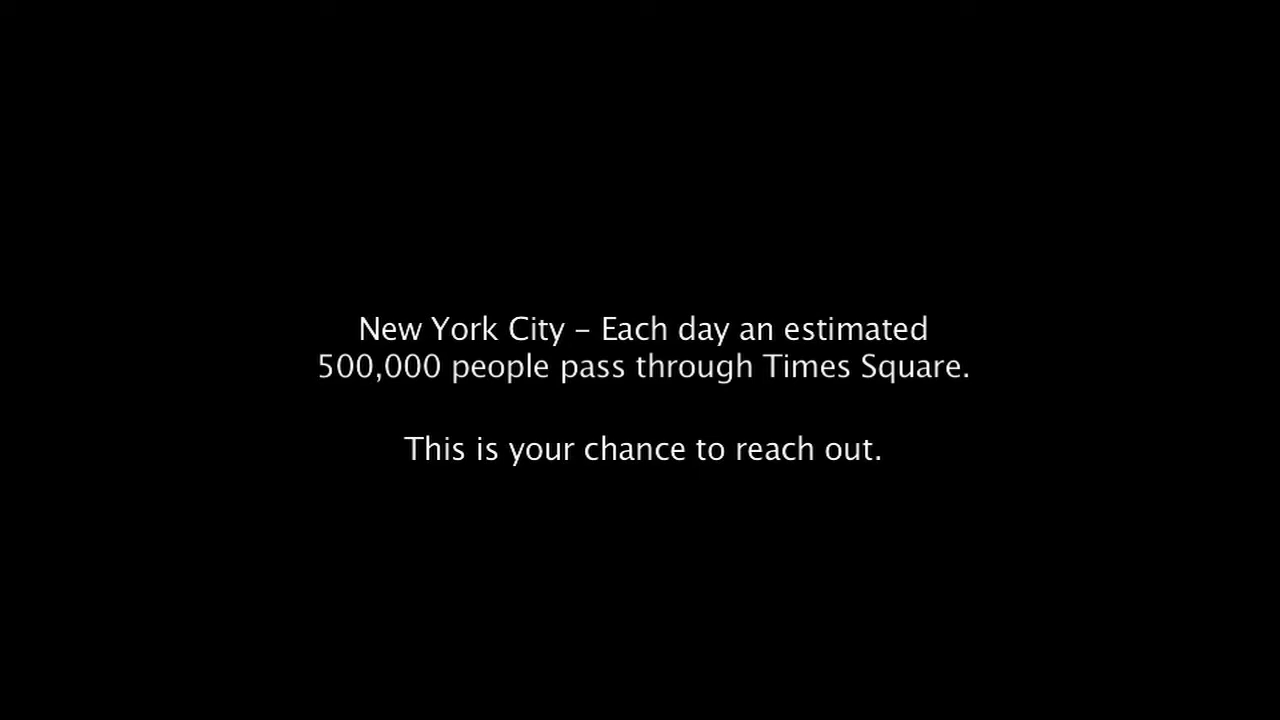 New York City – Each day an estimated
500,000 people pass through Times Square.
This is your chance to reach out.